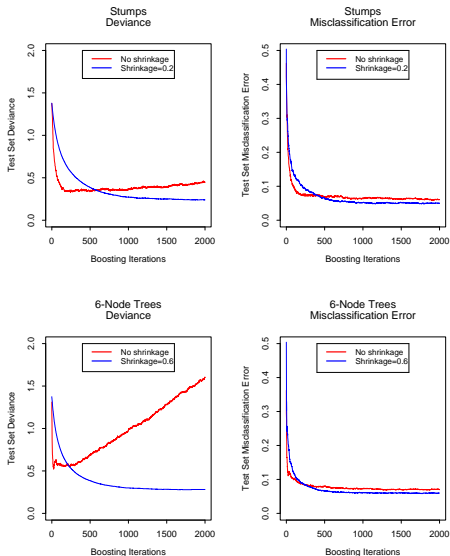 Stumps
Deviance
Test Set Deviance
2.0
1.5
1.0
0.5
0.0
No shrinkage
Shrinkage=0.2
0 500 1000 1500 2000
Boosting Iterations
Stumps
Misclassification Error
Test Set Misclassification Error
0.5
0.4
0.3
0.2
0.1
0.0
No shrinkage
Shrinkage=0.2
0 500 1000 1500 2000
Boosting Iterations
6-Node Trees
Deviance
Test Set Deviance
2.0
1.5
1.0
0.5
0.0
No shrinkage
Shrinkage=0.6
0 500 1000 1500 2000
Boosting Iterations
6-Node Trees
Misclassification Error
Test Set Misclassification Error
0.5
0.4
0.3
0.2
0.1
0.0
No shrinkage
Shrinkage=0.6
0 500 1000 1500 2000
Boosting Iterations